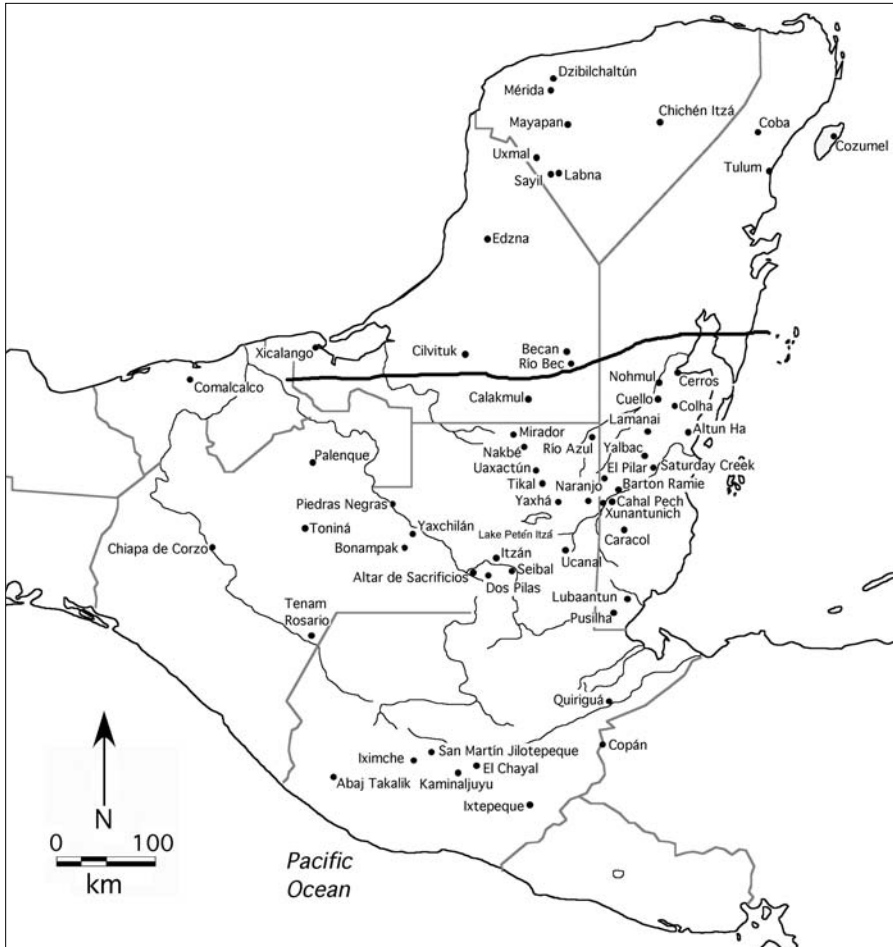 Dzibilchaltún
Mérida
Mayapan
Chichén Itzá
Coba
Cozumel
Uxmal
Sayil
Labna
Tulum
Edzna
Xicalango
Cilvituk
Becan
Río Bec
Comalcalco
Calakmul
Nohmul
Cerros
Cuello
Colha
Lamanai
Altun Ha
Mirador
Río Azul
Nakbé
Yalbac
Palenque
Uaxactún
El Pilar
Saturday Creek
Tikal
Naranjo
Barton Ramie
Piedras Negras
Yaxhá
Cahal Pech
Xunantunich
Toniná
Yaxchilán
Lake Petén Itzá
Caracol
Chiapa de Corzo
Bonampak
Itzán
Ucanal
Altar de Sacrificios
Seibal
Dos Pilas
Lubaantun
Tenam
Rosario
Pusilha
Quiriguá
Copán
San Martín Jilotepeque
Iximche
El Chayal
Abaj Takalik
Kaminaljuyu
Ixtepeque
N
0 100
km
Pacific
Ocean